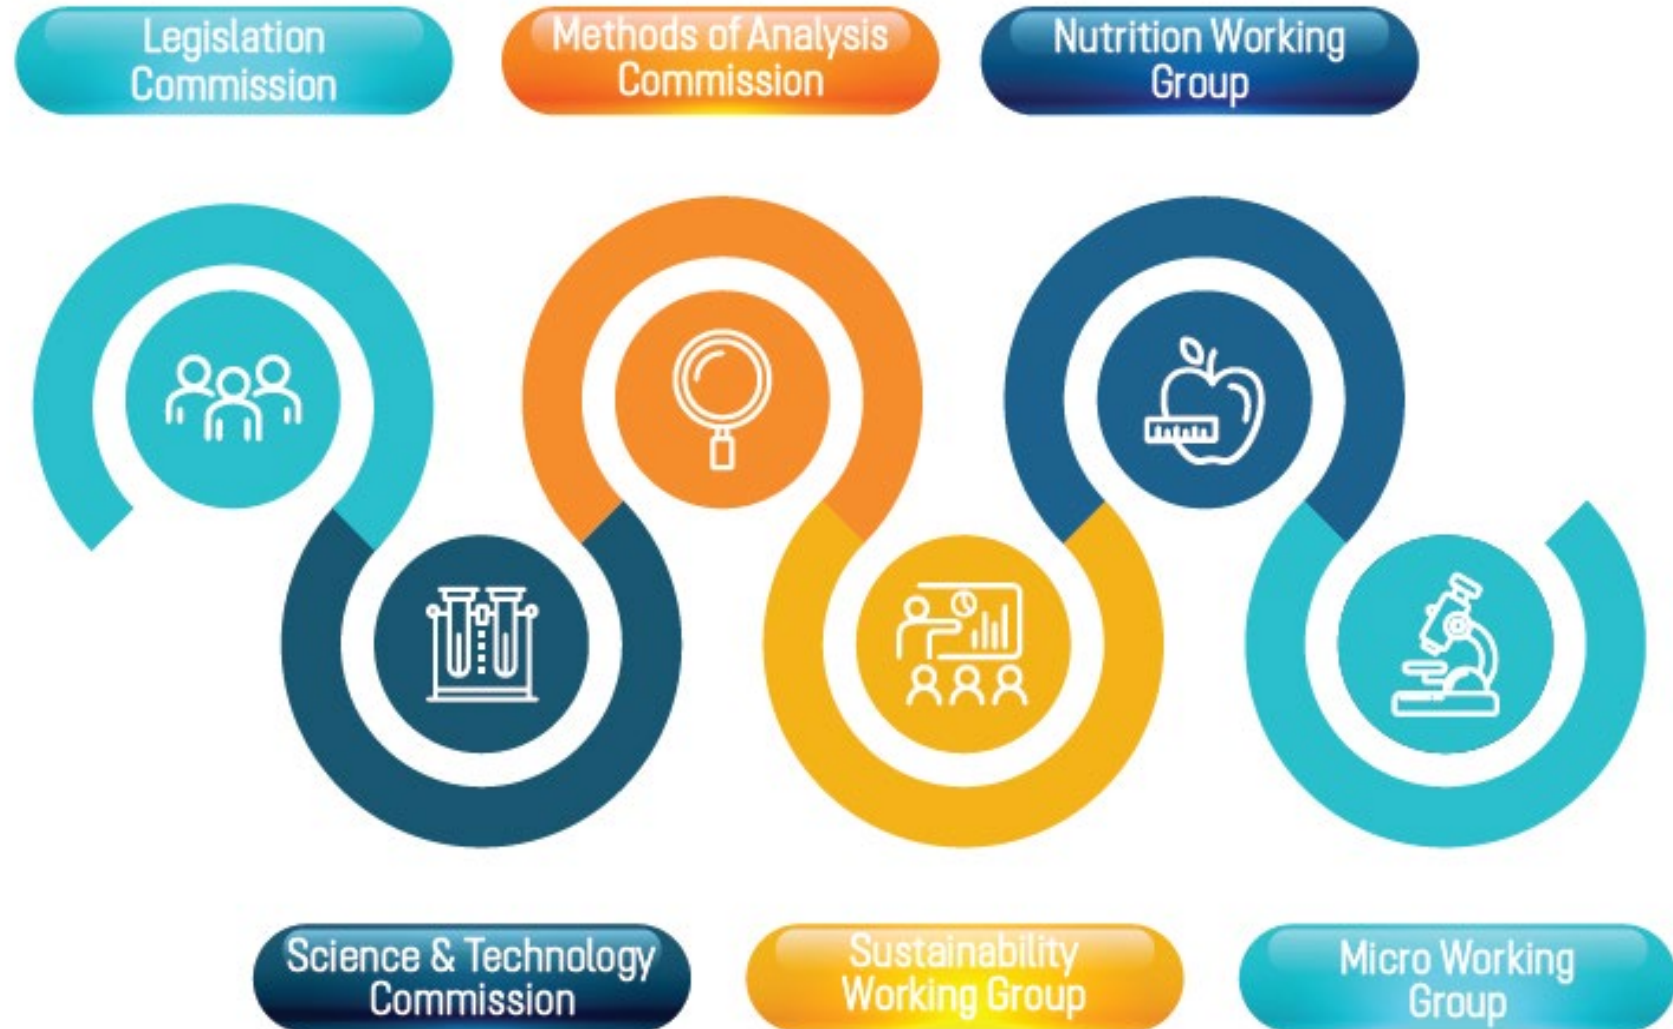 Legislation
Commission
Methods of Analysis
Commission
Nutrition Working
Group
Science & Technology
Commission
Sustainability
Working Group
Micro Working
Group